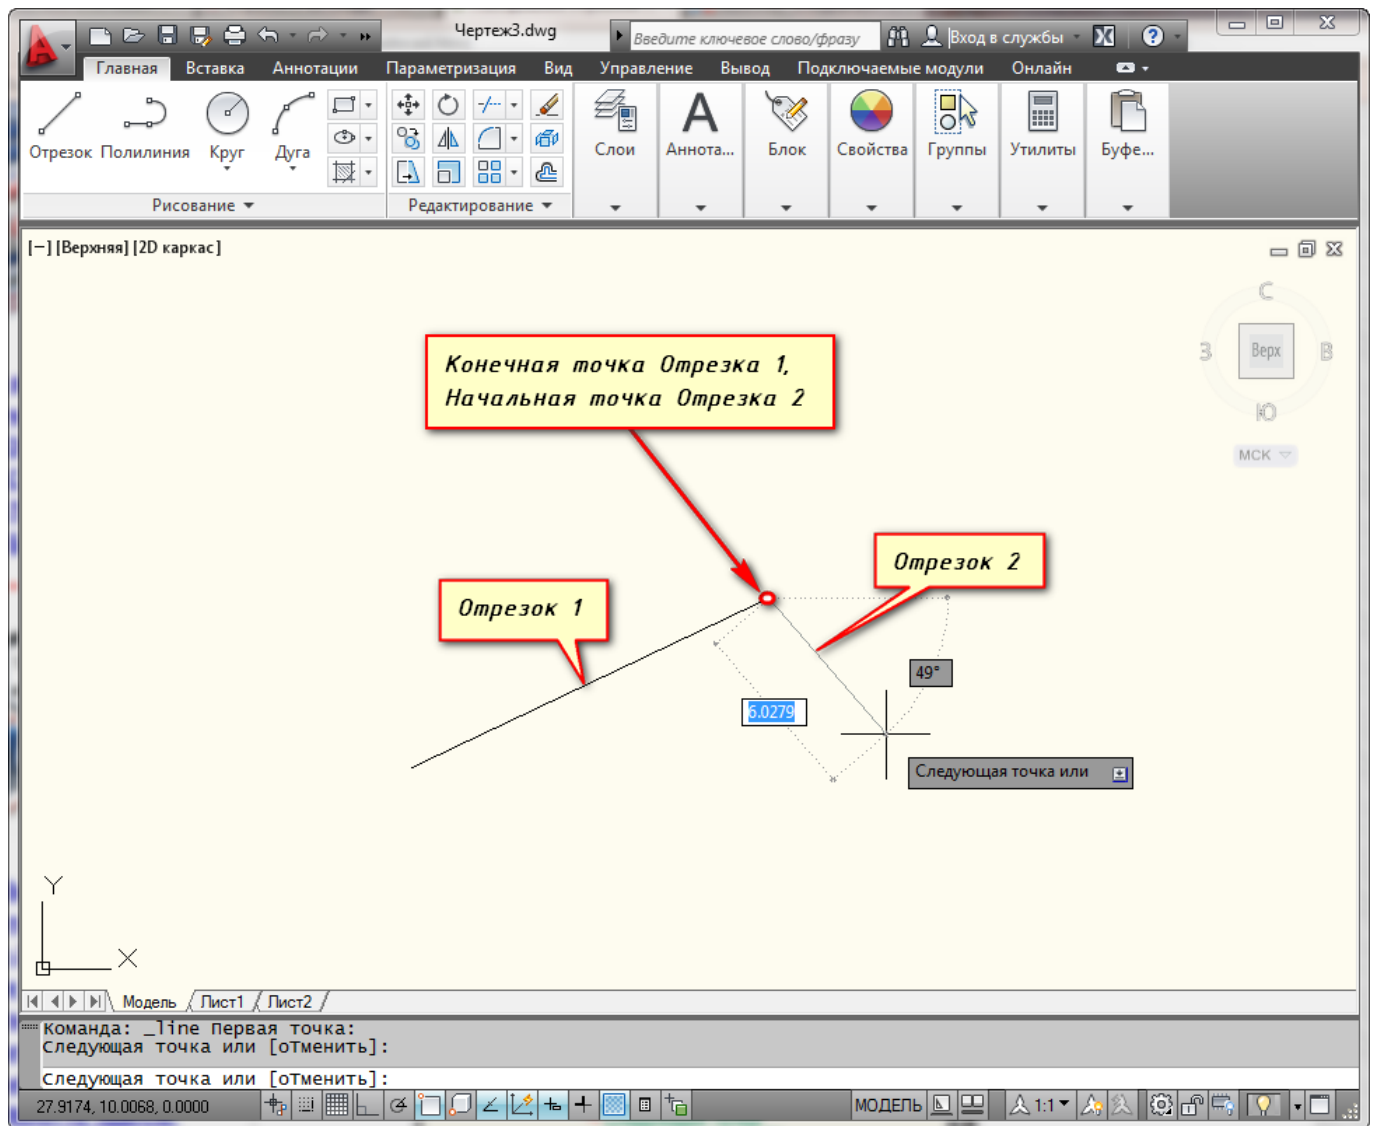 Чертеж3.dwg
Введите ключевое слово/фразу
Вход в службы
Главная Вставка Аннотации Параметризация Вид Управление Вывод Подключаемые модули Онлайн
Отрезок Полилиния Круг Дуга
Слои Аннота... Блок Свойства Группы Утилиты Буфе...
Рисование Редактирование
[−] [Верхняя] [2D каркас]
С
З Верх В
Ю
МСК
Конечная точка Отрезка 1,
Начальная точка Отрезка 2
Отрезок 2
Отрезок 1
49°
6.0279
Следующая точка или
Y
X
Модель Лист1 Лист2
Команда: _line Первая точка:
Следующая точка или [оТменить]:
Следующая точка или [оТменить]:
27.9174, 10.0068, 0.0000 МОДЕЛЬ 1:1